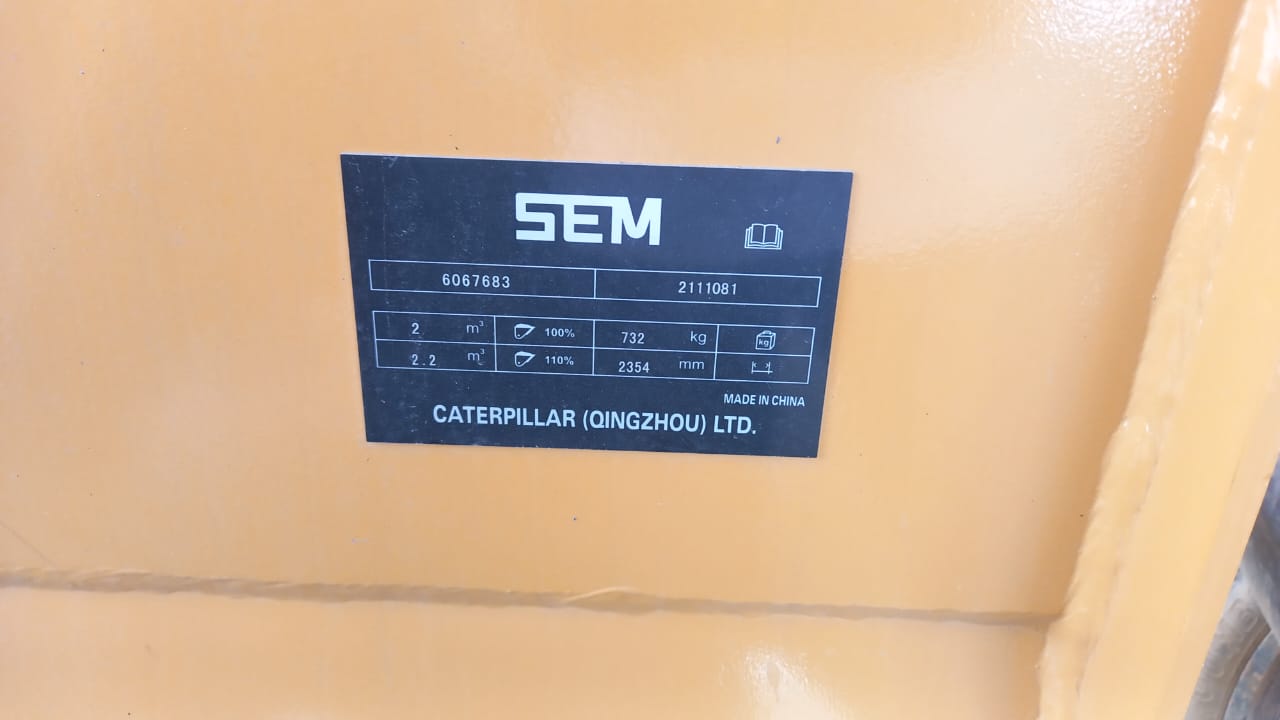 SEM
6067683 2111081
2 m³ 100% 732 kg kg
2.2 m³ 110% 2354 mm
MADE IN CHINA
CATERPILLAR (QINGZHOU) LTD.